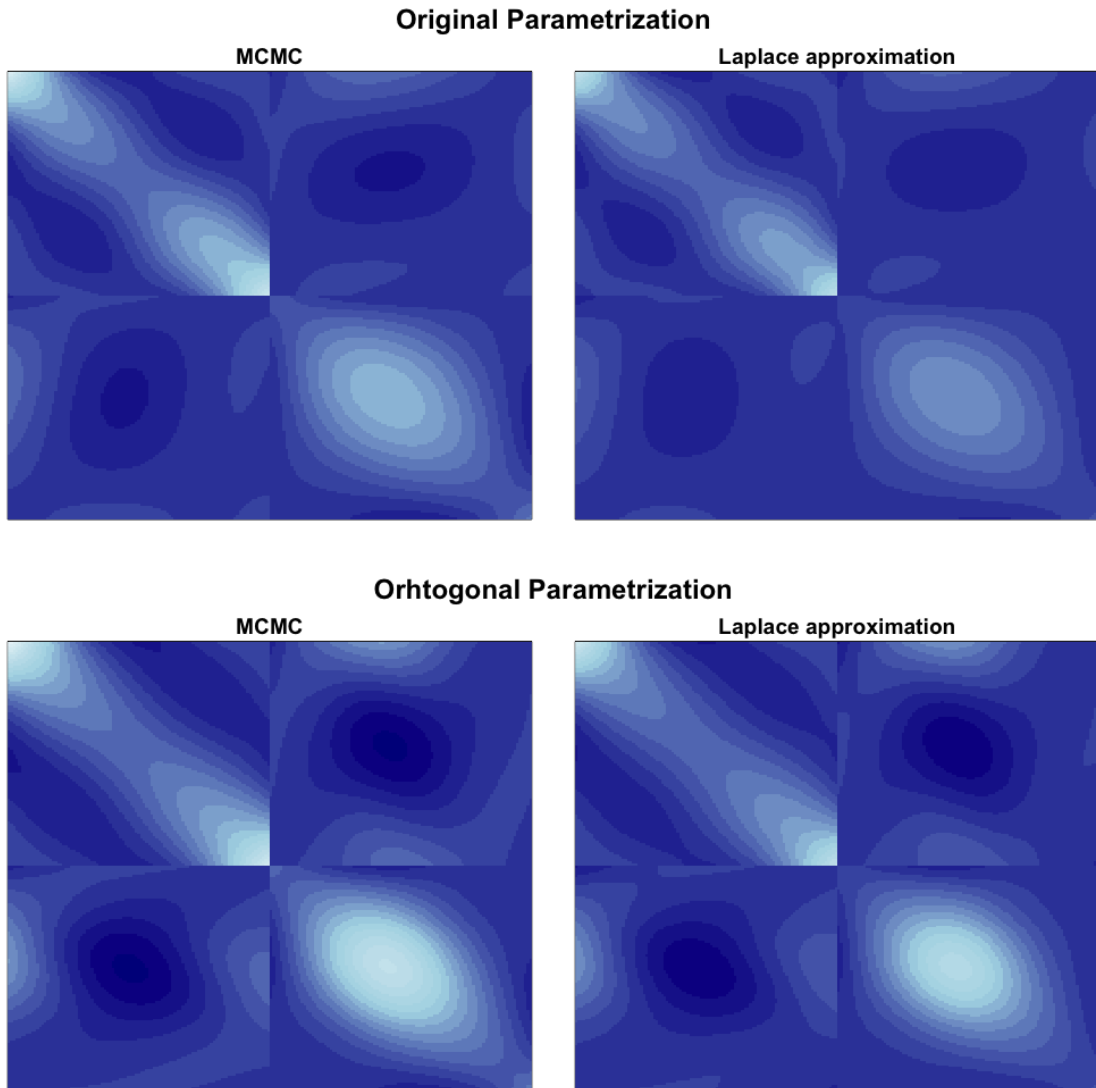 Original Parametrization
MCMC
Laplace approximation
Orhtogonal Parametrization
MCMC
Laplace approximation